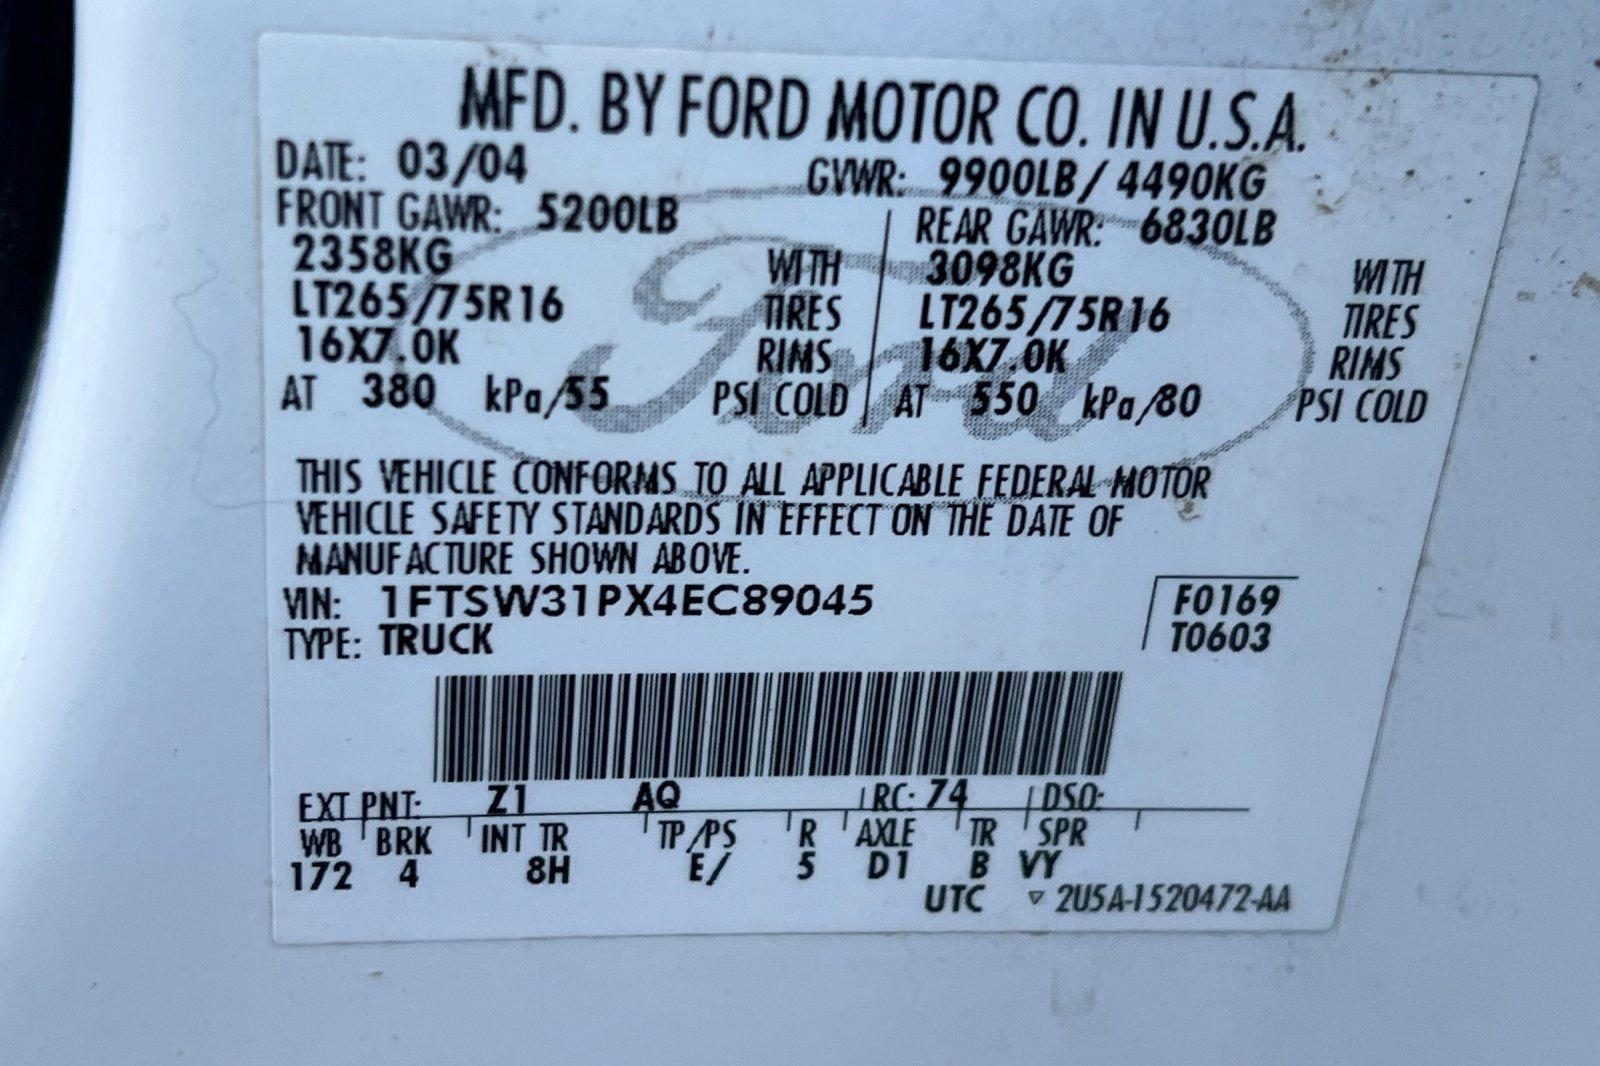 MFD. BY FORD MOTOR CO. IN U.S.A.
DATE: 03/04 GVWR: 9900LB/ 4490KG
FRONT GAWR: 5200LB REAR GAWR: 6830LB
2358KG WITH 3098KG WITH
LT265/75R16 TIRES LT265/75R16 TIRES
16X7.0K RIMS 16X7.0K RIMS
AT 380 kPa/55 PSI COLD AT 550 kPa/80 PSI COLD
Ford
THIS VEHICLE CONFORMS TO ALL APPLICABLE FEDERAL MOTOR
VEHICLE SAFETY STANDARDS IN EFFECT ON THE DATE OF
MANUFACTURE SHOWN ABOVE.
VIN: 1FTSW31PX4EC89045 F0169
TYPE: TRUCK T0603
EXT PNT: Z1 AQ RC: 74 DSO:
WB BRK INT TR TP/PS R AXLE TR SPR
172 4 8H E/ 5 D1 B VY
UTC ▿ 2U5A-1520472-AA